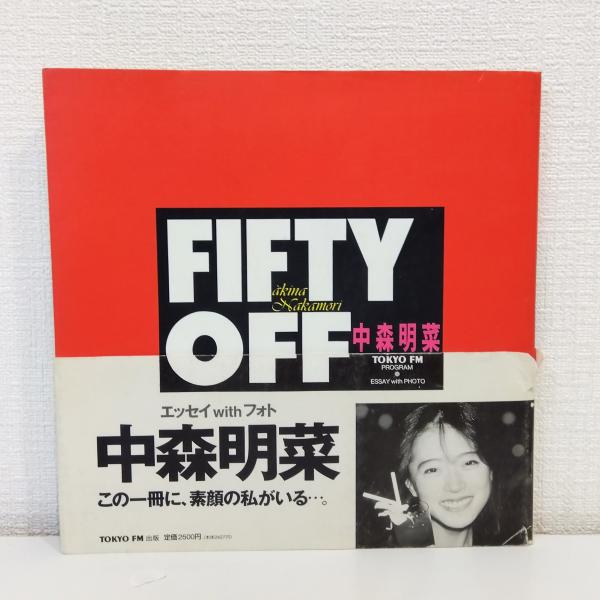 FIFTY
akina
Nakamori
OFF
中森明菜
TOKYO FM
PROGRAM
●
ESSAY with PHOTO
エッセイ with フォト
中森明菜
この一冊に、素顔の私がいる…。
TOKYO FM 出版 定価2500円